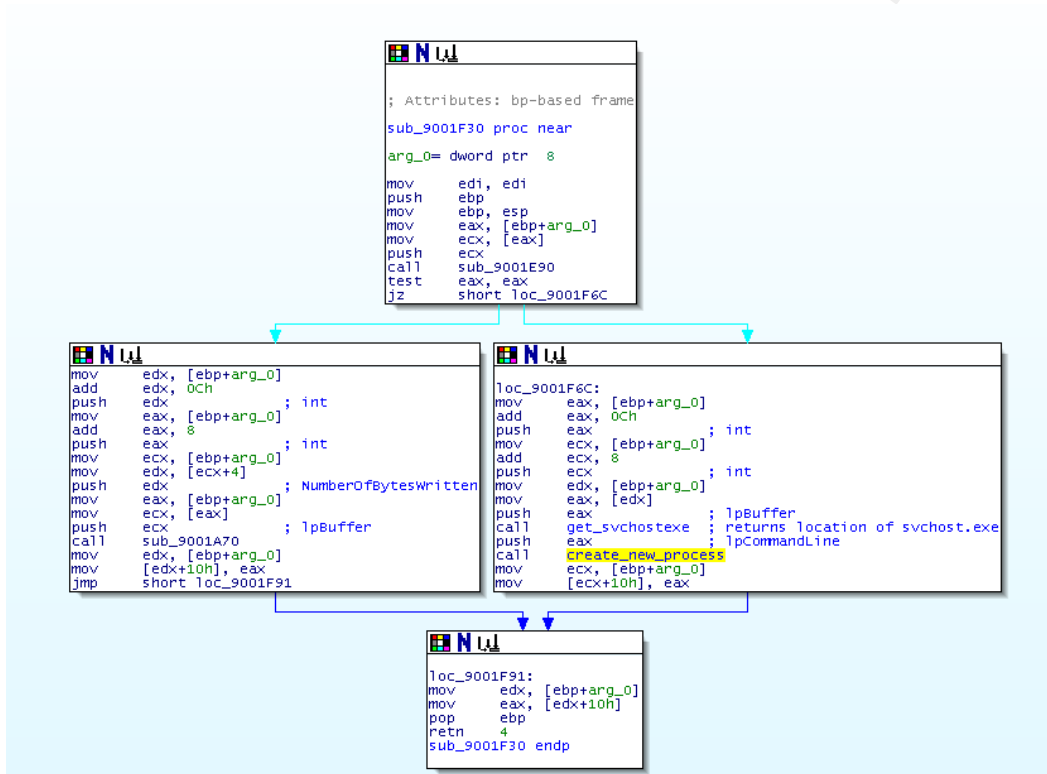 ; Attributes: bp-based frame
sub_9001F30 proc near
arg_0= dword ptr  8
mov     edi, edi
push    ebp
mov     ebp, esp
mov     eax, [ebp+arg_0]
mov     ecx, [eax]
push    ecx
call    sub_9001E90
test    eax, eax
jz      short loc_9001F6C
mov     edx, [ebp+arg_0]
add     edx, 0Ch
push    edx             ; int
mov     eax, [ebp+arg_0]
add     eax, 8
push    eax             ; int
mov     ecx, [ebp+arg_0]
mov     edx, [ecx+4]
push    edx             ; NumberOfBytesWritten
mov     eax, [ebp+arg_0]
mov     ecx, [eax]
push    ecx             ; lpBuffer
call    sub_9001A70
mov     edx, [ebp+arg_0]
mov     [edx+10h], eax
jmp     short loc_9001F91
loc_9001F6C:
mov     eax, [ebp+arg_0]
add     eax, 0Ch
push    eax             ; int
mov     ecx, [ebp+arg_0]
add     ecx, 8
push    ecx             ; int
mov     edx, [ebp+arg_0]
mov     eax, [edx]
push    eax             ; lpBuffer
call    get_svchostexe  ; returns location of svchost.exe
push    eax             ; lpCommandLine
call    create_new_process
mov     ecx, [ebp+arg_0]
mov     [ecx+10h], eax
loc_9001F91:
mov     edx, [ebp+arg_0]
mov     eax, [edx+10h]
pop     ebp
retn    4
sub_9001F30 endp